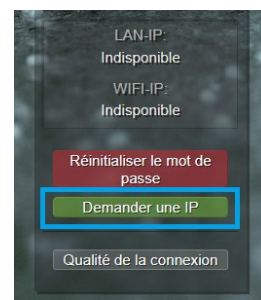 LAN-IP:
Indisponible
WIFI-IP:
Indisponible
Réinitialiser le mot de
passe
Demander une IP
Qualité de la connexion